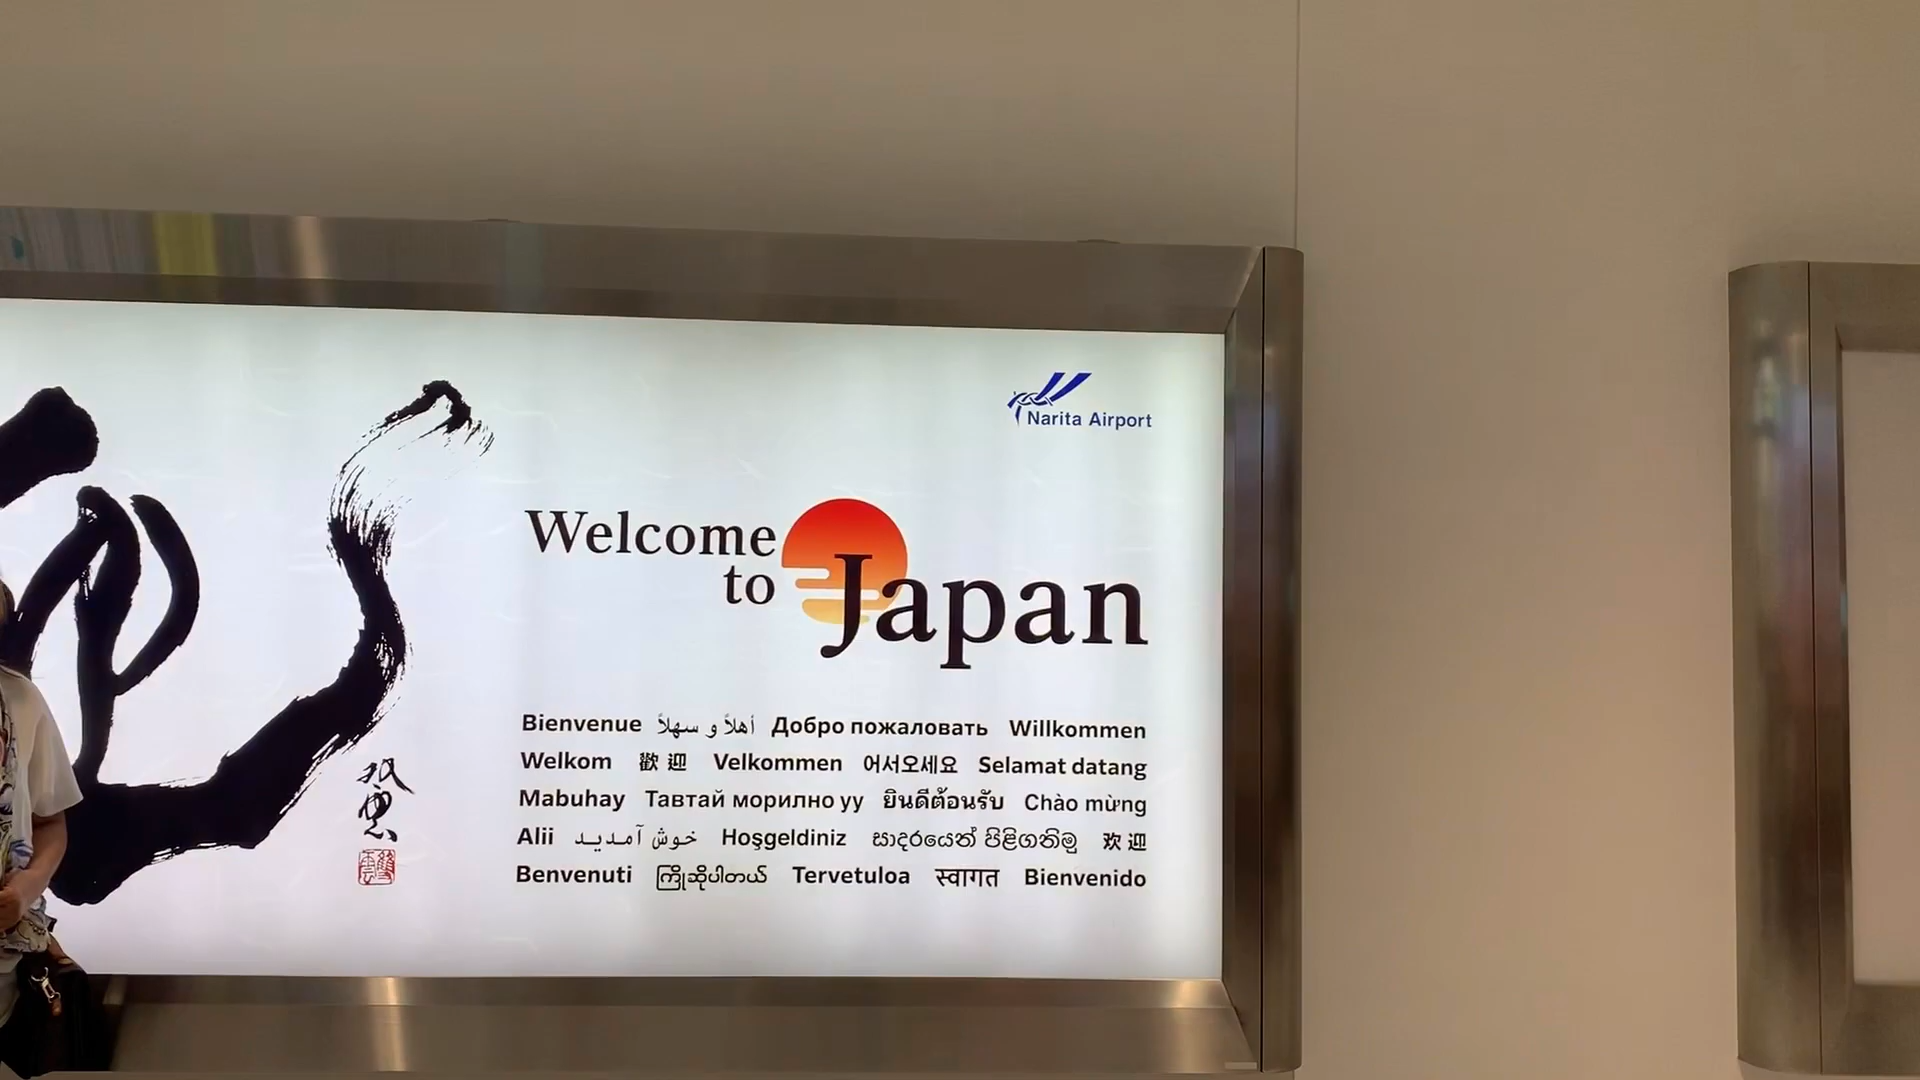 Narita Airport
Welcome
to
Japan
Bienvenue أهلاً و سهلاً Добро пожаловать Willkommen
Welkom 歡迎 Velkommen 어서오세요 Selamat datang
Mabuhay Тавтай морилно уу ยินดีต้อนรับ Chào mừng
Alii خوش آمدید Hoşgeldiniz සාදරයෙන් පිළිගනිමු 欢迎
Benvenuti ကြိုဆိုပါတယ် Tervetuloa स्वागत Bienvenido